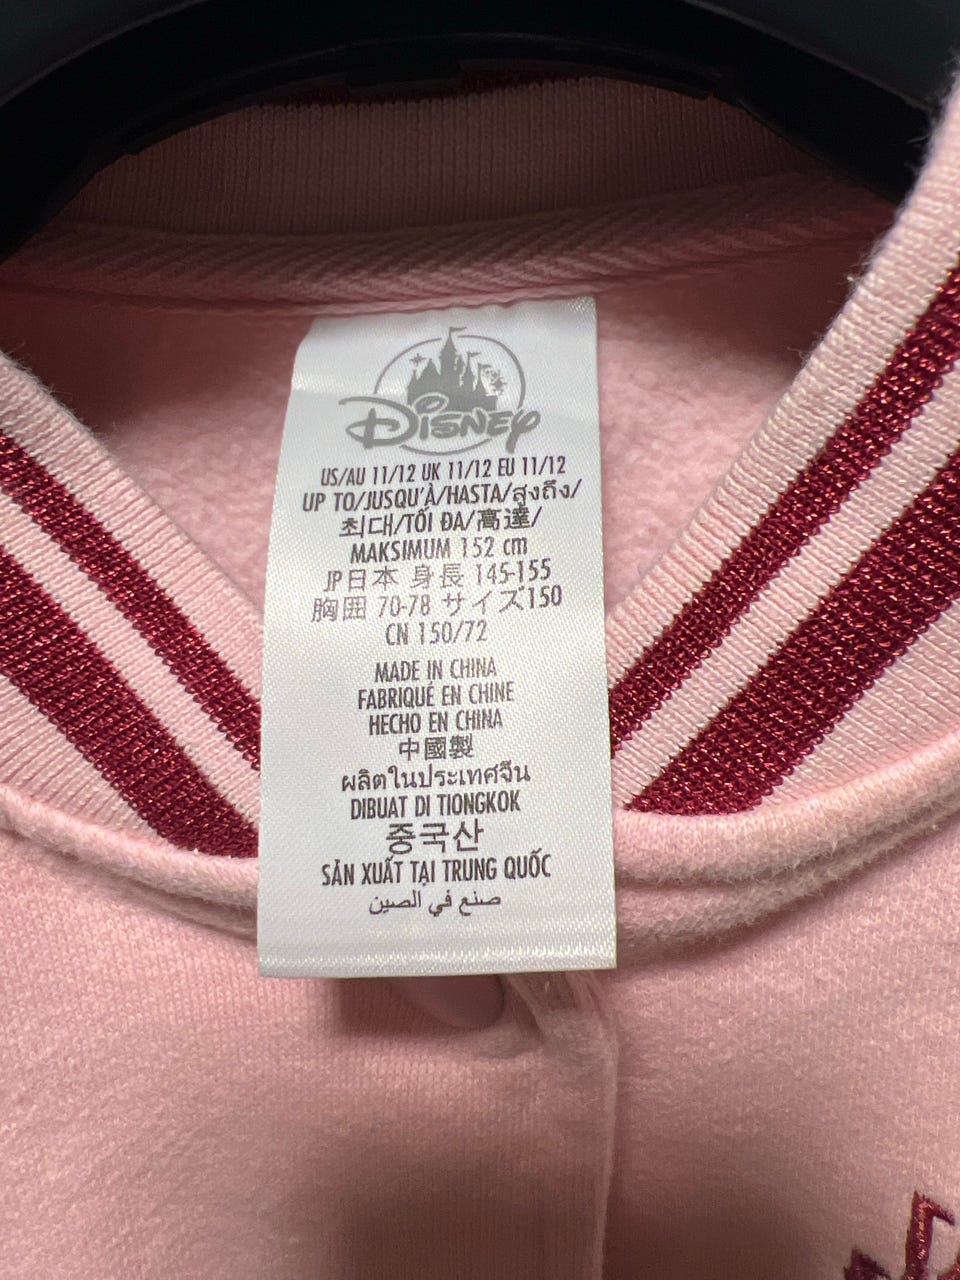 DISNEY
US/AU 11/12 UK 11/12 EU 11/12
UP TO/JUSQU'À/HASTA/สูงถึง/
최대/TỐI ĐA/高達/
MAKSIMUM 152 cm
JP日本 身長 145-155
胸囲 70-78 サイズ150
CN 150/72
MADE IN CHINA
FABRIQUÉ EN CHINE
HECHO EN CHINA
中國製
ผลิตในประเทศจีน
DIBUAT DI TIONGKOK
중국산
SẢN XUẤT TẠI TRUNG QUỐC
صنع في الصين